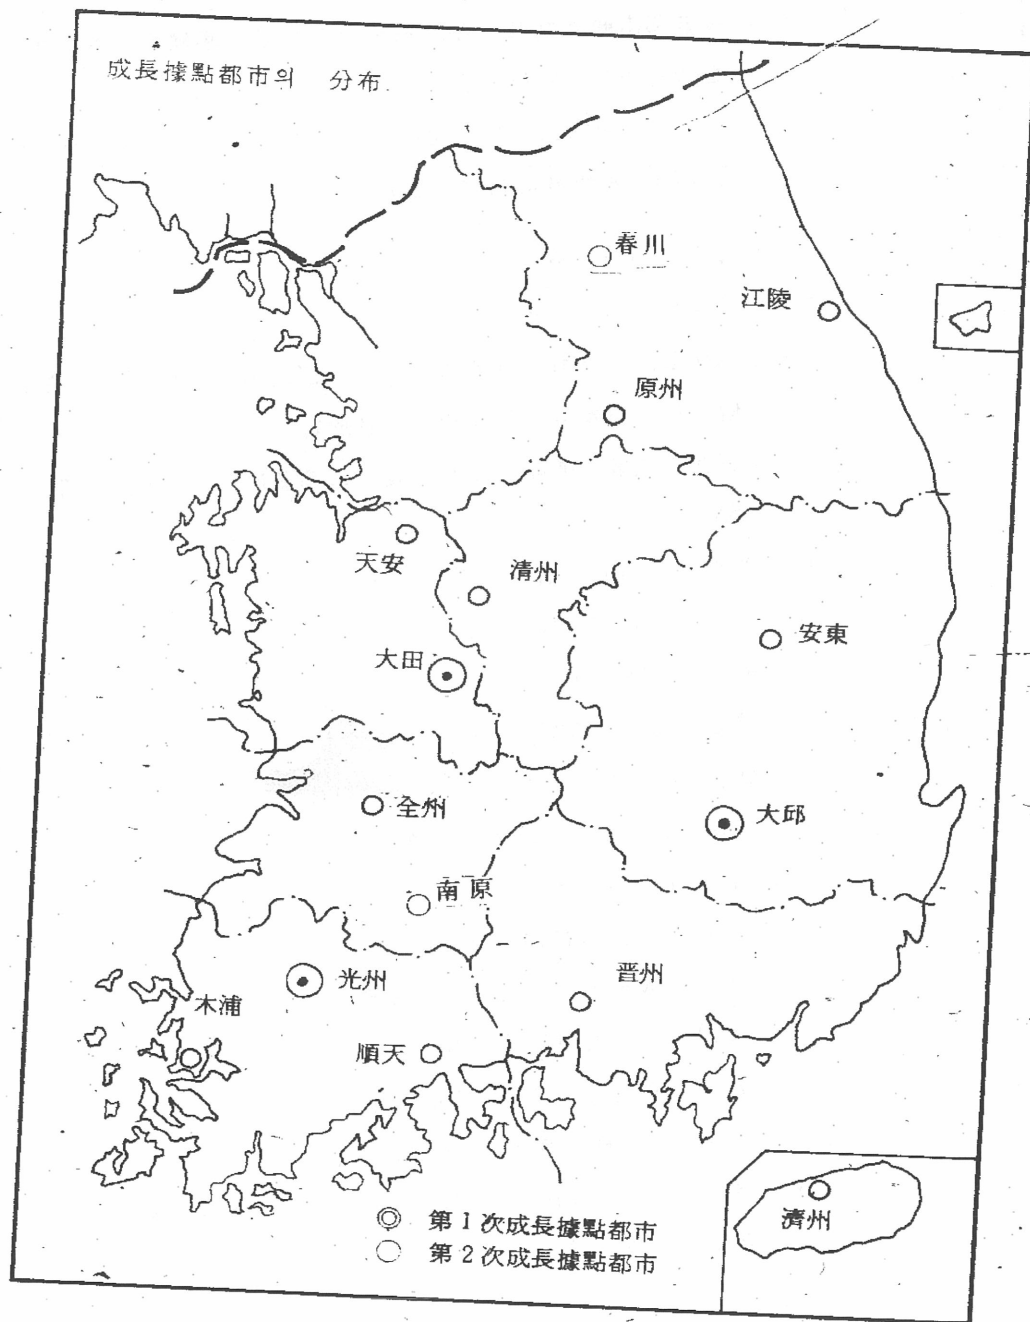 成長據點都市의 分布
春川
江陵
原州
天安
清州
安東
大田
全州
大邱
南原
光州
晋州
木浦
順天
濟州
第1次成長據點都市
第2次成長據點都市